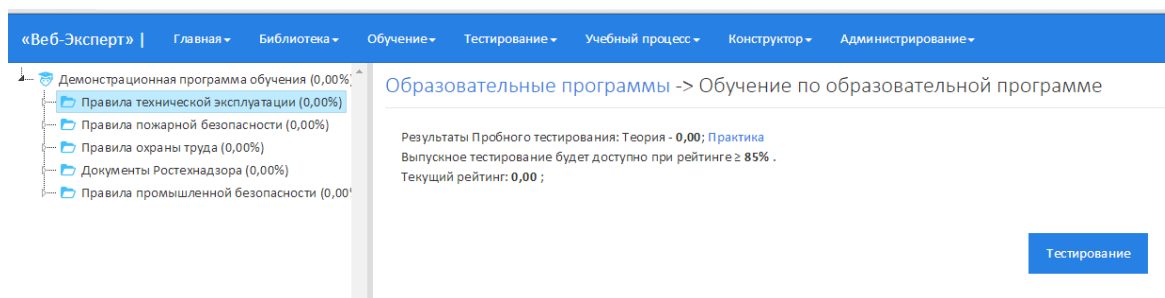 «Веб-Эксперт» | Главная Библиотека Обучение Тестирование Учебный процесс Конструктор Администрирование
Демонстрационная программа обучения (0,00%)
Правила технической эксплуатации (0,00%)
Правила пожарной безопасности (0,00%)
Правила охраны труда (0,00%)
Документы Ростехнадзора (0,00%)
Правила промышленной безопасности (0,00
Образовательные программы -> Обучение по образовательной программе
Результаты Пробного тестирования: Теория - 0,00; Практика
Выпускное тестирование будет доступно при рейтинге ≥ 85% .
Текущий рейтинг: 0,00 ;
Тестирование